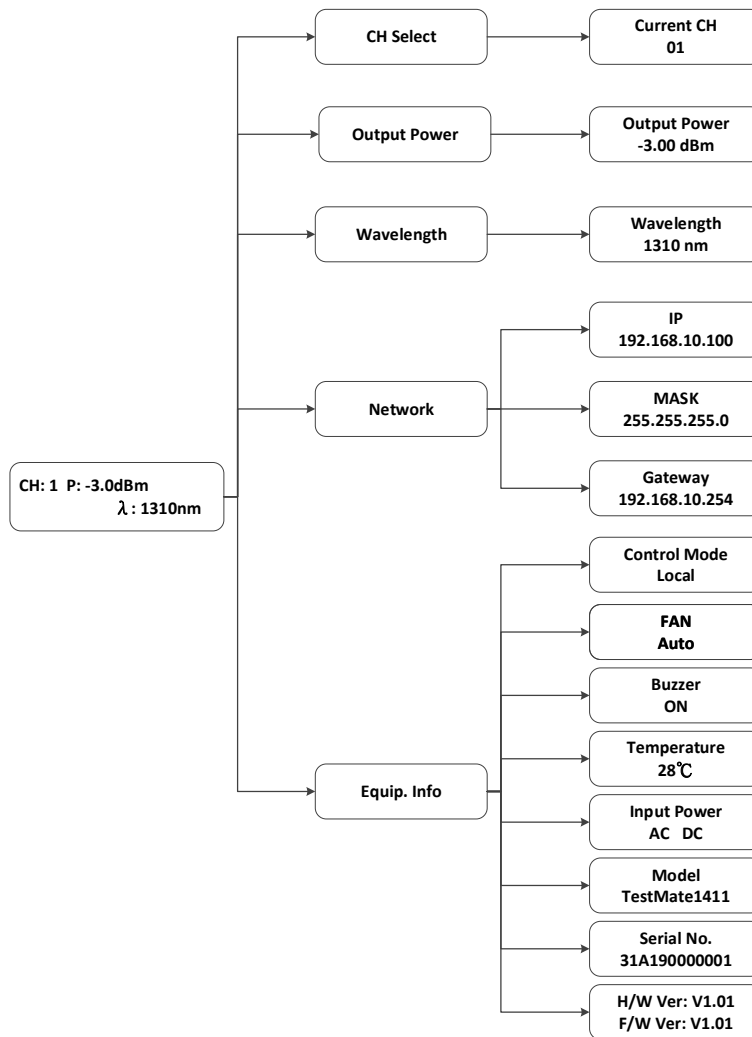 CH Select
Current CH
01
Output Power
Output Power
-3.00 dBm
Wavelength
Wavelength
1310 nm
IP
192.168.10.100
Network
MASK
255.255.255.0
Gateway
192.168.10.254
CH: 1 P: -3.0dBm
λ : 1310nm
Control Mode
Local
FAN
Auto
Buzzer
ON
Temperature
28℃
Equip. Info
Input Power
AC DC
Model
TestMate1411
Serial No.
31A190000001
H/W Ver: V1.01
F/W Ver: V1.01